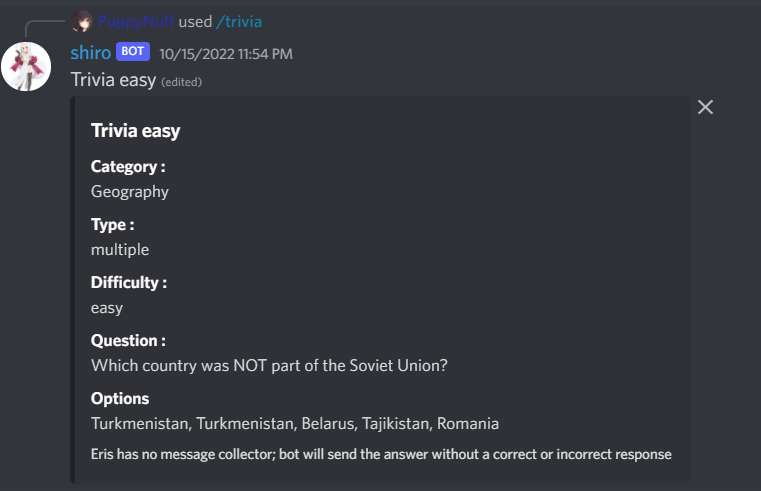 PuppyNuff used /trivia
shiro BOT 10/15/2022 11:54 PM
Trivia easy (edited)
Trivia easy
Category :
Geography
Type :
multiple
Difficulty :
easy
Question :
Which country was NOT part of the Soviet Union?
Options
Turkmenistan, Turkmenistan, Belarus, Tajikistan, Romania
Eris has no message collector; bot will send the answer without a correct or incorrect response